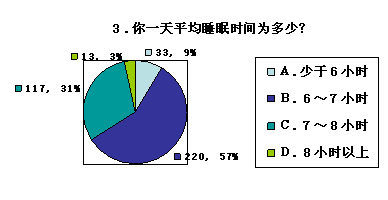 3.你一天平均睡眠时间为多少?
13, 3%
33, 9%
117, 31%
220, 57%
A.少于6小时
B.6～7小时
C.7～8小时
D.8小时以上